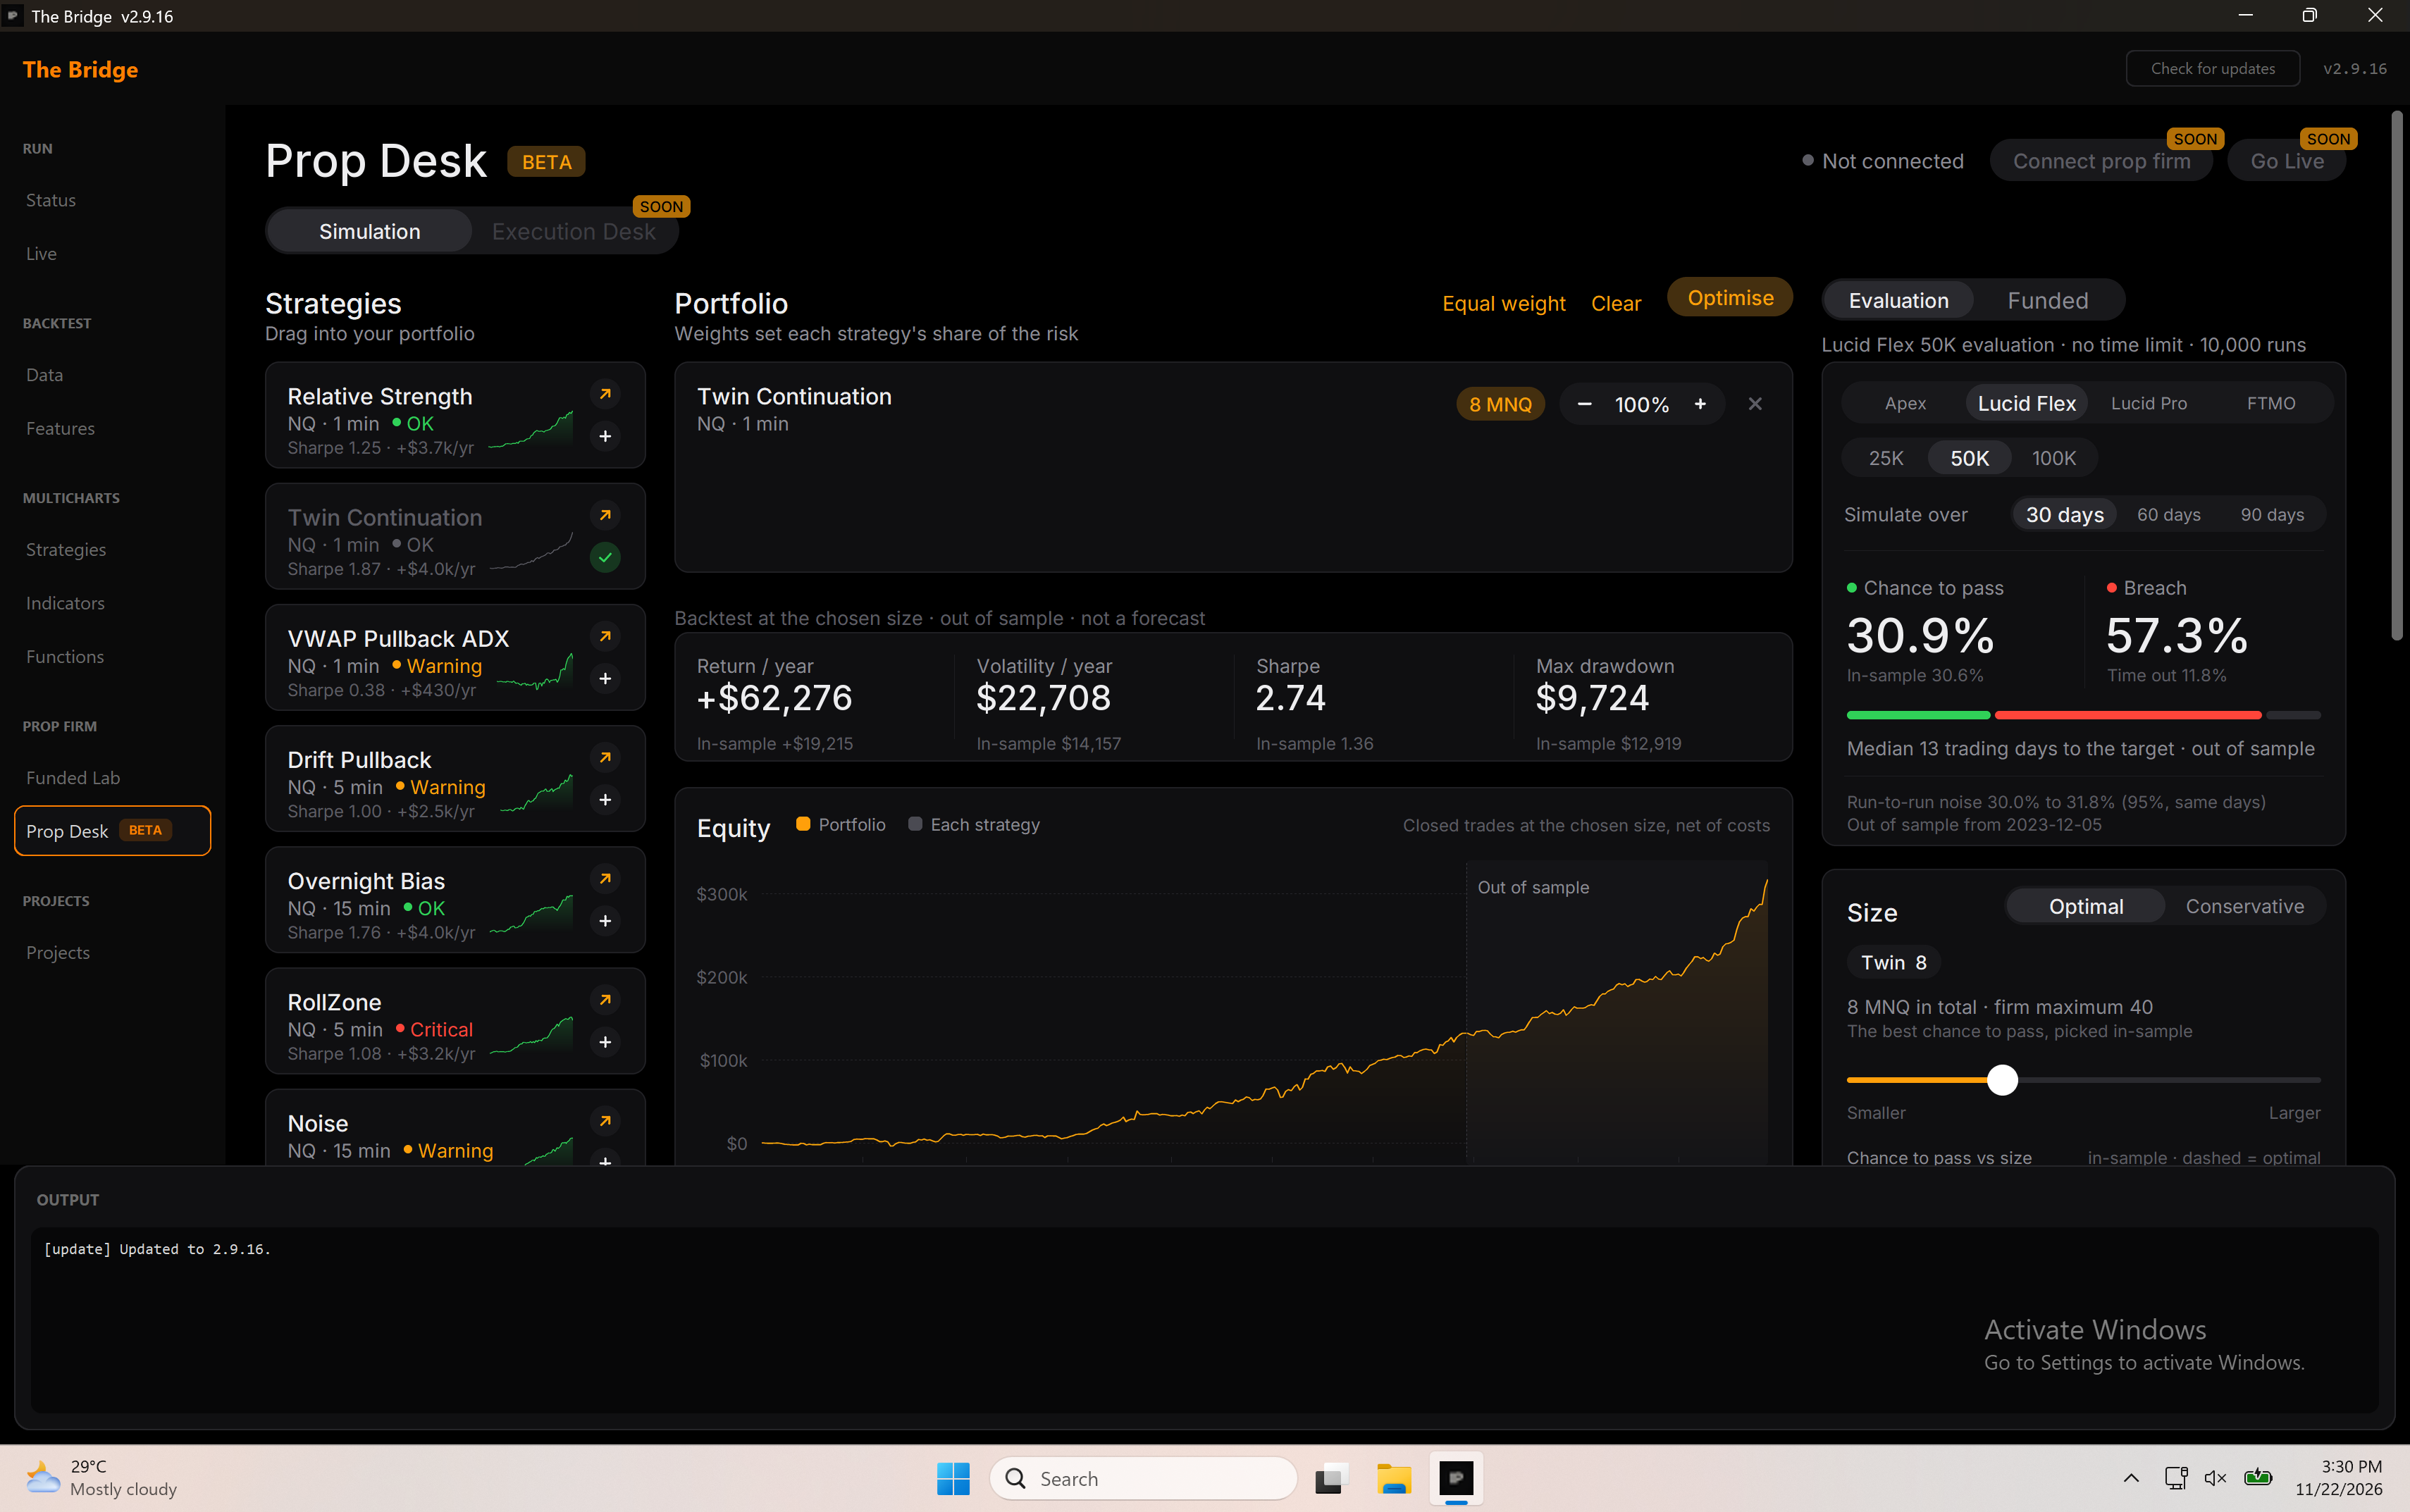 The Bridge v2.9.16
The Bridge
Check for updates
v2.9.16
RUN
Status
Live
BACKTEST
Data
Features
MULTICHARTS
Strategies
Indicators
Functions
PROP FIRM
Funded Lab
Prop Desk BETA
PROJECTS
Projects
Prop Desk BETA
Not connected
Connect prop firm
SOON
Go Live
SOON
Simulation
Execution Desk
SOON
Strategies
Drag into your portfolio
Relative Strength
NQ · 1 min OK
Sharpe 1.25 · +$3.7k/yr
Twin Continuation
NQ · 1 min OK
Sharpe 1.87 · +$4.0k/yr
VWAP Pullback ADX
NQ · 1 min Warning
Sharpe 0.38 · +$430/yr
Drift Pullback
NQ · 5 min Warning
Sharpe 1.00 · +$2.5k/yr
Overnight Bias
NQ · 15 min OK
Sharpe 1.76 · +$4.0k/yr
RollZone
NQ · 5 min Critical
Sharpe 1.08 · +$3.2k/yr
Noise
NQ · 15 min Warning
Portfolio
Weights set each strategy's share of the risk
Equal weight
Clear
Optimise
Twin Continuation
NQ · 1 min
8 MNQ
− 100% +
Backtest at the chosen size · out of sample · not a forecast
Return / year
+$62,276
In-sample +$19,215
Volatility / year
$22,708
In-sample $14,157
Sharpe
2.74
In-sample 1.36
Max drawdown
$9,724
In-sample $12,919
Equity
Portfolio
Each strategy
Closed trades at the chosen size, net of costs
Out of sample
$300k
$200k
$100k
$0
Evaluation
Funded
Lucid Flex 50K evaluation · no time limit · 10,000 runs
Apex
Lucid Flex
Lucid Pro
FTMO
25K
50K
100K
Simulate over
30 days
60 days
90 days
Chance to pass
30.9%
In-sample 30.6%
Breach
57.3%
Time out 11.8%
Median 13 trading days to the target · out of sample
Run-to-run noise 30.0% to 31.8% (95%, same days)
Out of sample from 2023-12-05
Size
Optimal
Conservative
Twin 8
8 MNQ in total · firm maximum 40
The best chance to pass, picked in-sample
Smaller
Larger
Chance to pass vs size
in-sample · dashed = optimal
OUTPUT
[update] Updated to 2.9.16.
Activate Windows
Go to Settings to activate Windows.
29°C
Mostly cloudy
Search
3:30 PM
11/22/2026